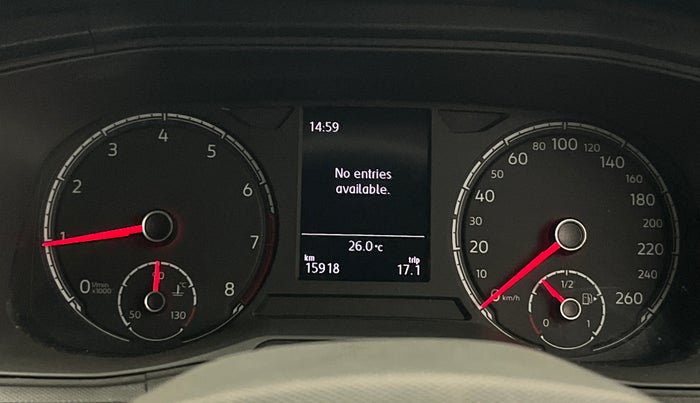 0 1 2 3 4 5 6 7 8
l/min
x1000
50 90 130
°C
14:59
No entries
available.
26.0 °C
km trip
15918 17.1
0 10 20 30 40 50 60 80 100 120 140 160 180 200 220 240 260
km/h
0 1/2 1